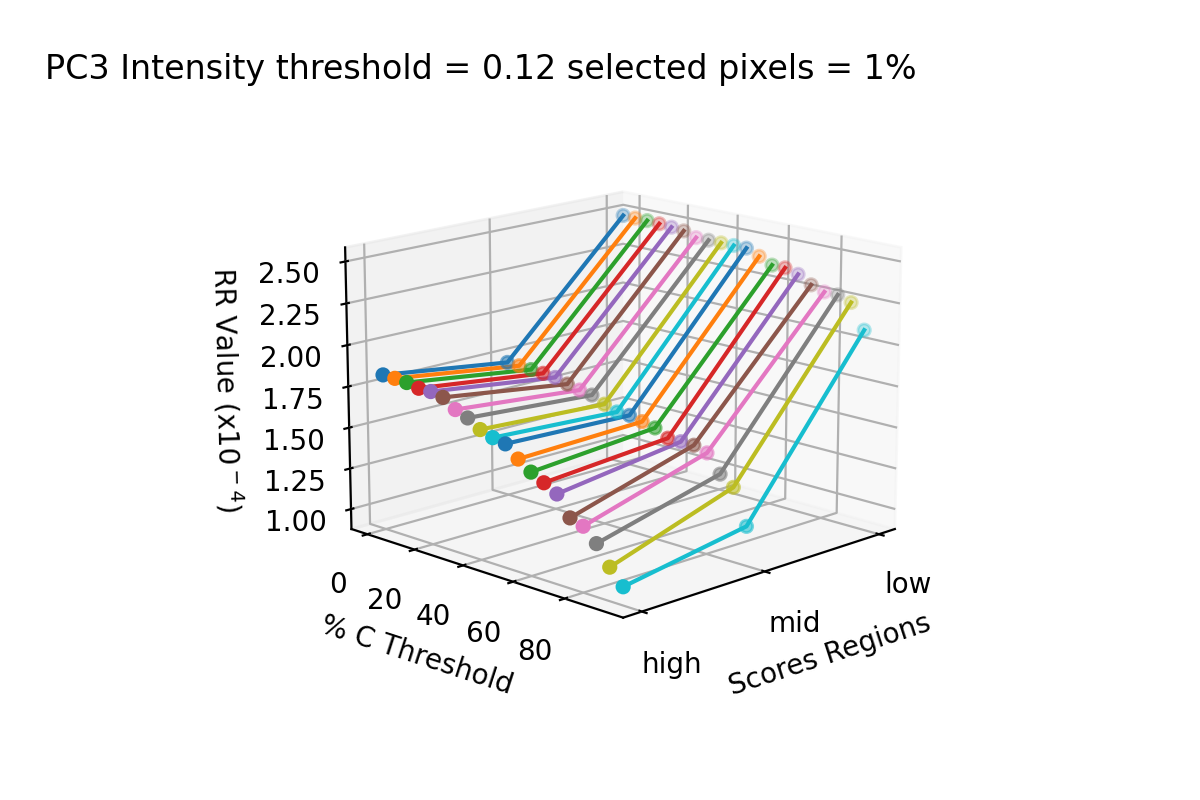 PC3 Intensity threshold = 0.12 selected pixels = 1%
RR Value (x10⁻⁴)
2.50
2.25
2.00
1.75
1.50
1.25
1.00
0
20
40
60
80
% C Threshold
high
mid
low
Scores Regions